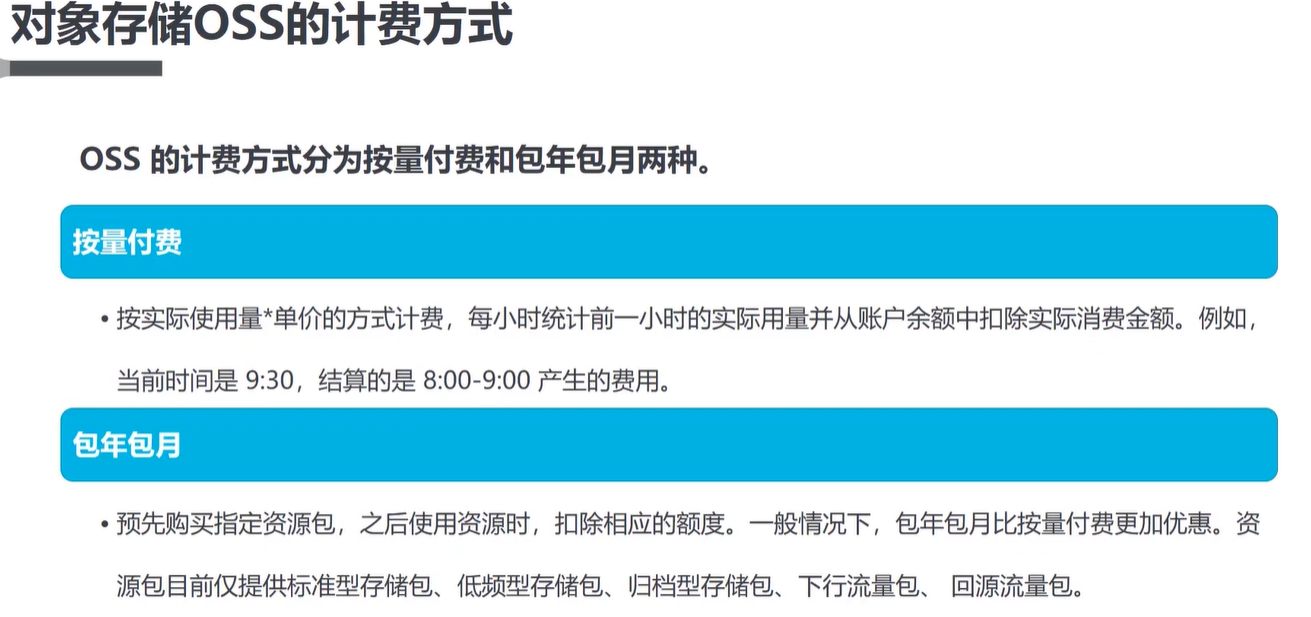 对象存储OSS的计费方式
OSS 的计费方式分为按量付费和包年包月两种。
按量付费
• 按实际使用量*单价的方式计费，每小时统计前一小时的实际用量并从账户余额中扣除实际消费金额。例如，
当前时间是 9:30，结算的是 8:00-9:00 产生的费用。
包年包月
• 预先购买指定资源包，之后使用资源时，扣除相应的额度。一般情况下，包年包月比按量付费更加优惠。资
源包目前仅提供标准型存储包、低频型存储包、归档型存储包、下行流量包、 回源流量包。